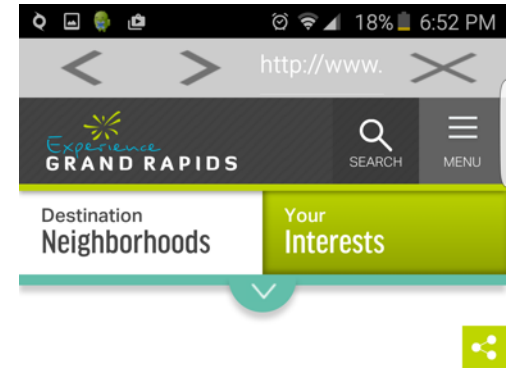 18% 6:52 PM
http://www.
Experience
GRAND RAPIDS
SEARCH
MENU
Destination
Neighborhoods
Your
Interests